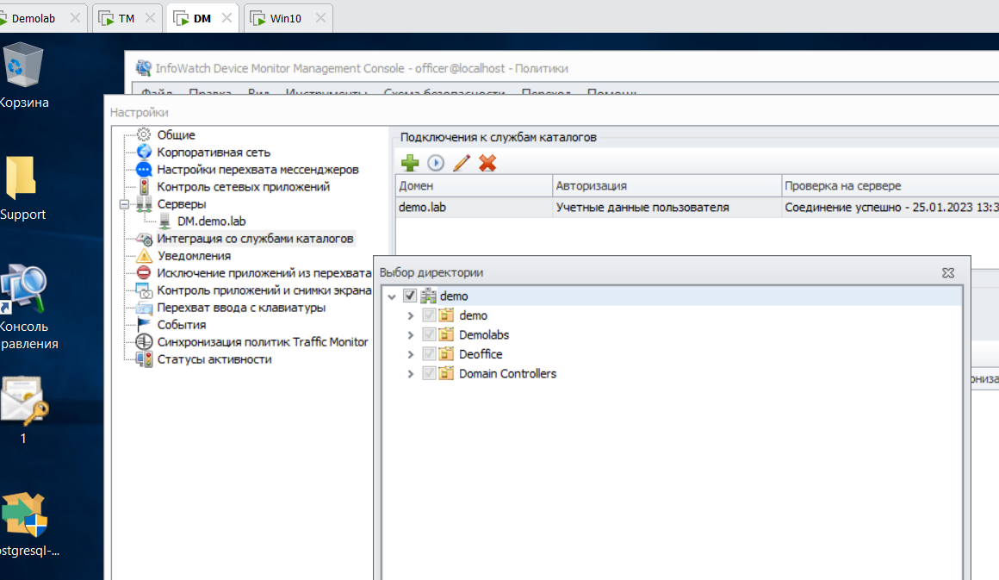 Demolab
TM
DM
Win10
InfoWatch Device Monitor Management Console - officer@localhost - Политики
Файл Правка Вид Инструменты Схема безопасности Переход Помощь
Корзина
Support
Консоль
равления
1
ostgresql-...
Настройки
Общие
Корпоративная сеть
Настройки перехвата мессенджеров
Контроль сетевых приложений
Серверы
DM.demo.lab
Интеграция со службами каталогов
Уведомления
Исключение приложений из перехвата
Контроль приложений и снимки экрана
Перехват ввода с клавиатуры
События
Синхронизация политик Traffic Monitor
Статусы активности
Подключения к службам каталогов
Домен Авторизация Проверка на сервере
demo.lab Учетные данные пользователя Соединение успешно - 25.01.2023 13:3
Выбор директории
demo
demo
Demolabs
Deoffice
Domain Controllers